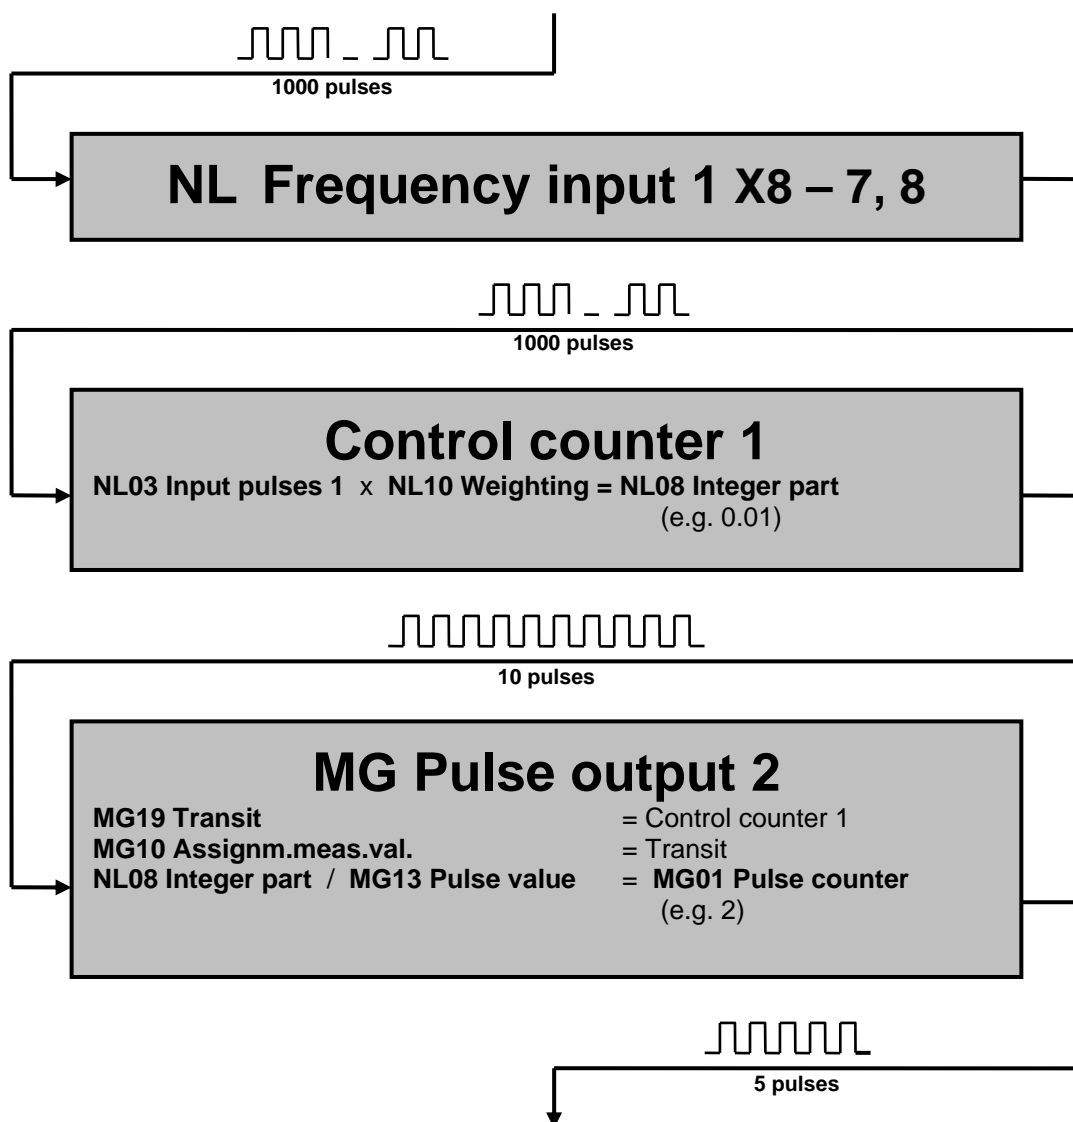 1000 pulses
NL Frequency input 1 X8 – 7, 8
1000 pulses
Control counter 1
NL03 Input pulses 1 x NL10 Weighting = NL08 Integer part
(e.g. 0.01)
10 pulses
MG Pulse output 2
MG19 Transit = Control counter 1
MG10 Assignm.meas.val. = Transit
NL08 Integer part / MG13 Pulse value = MG01 Pulse counter
(e.g. 2)
5 pulses